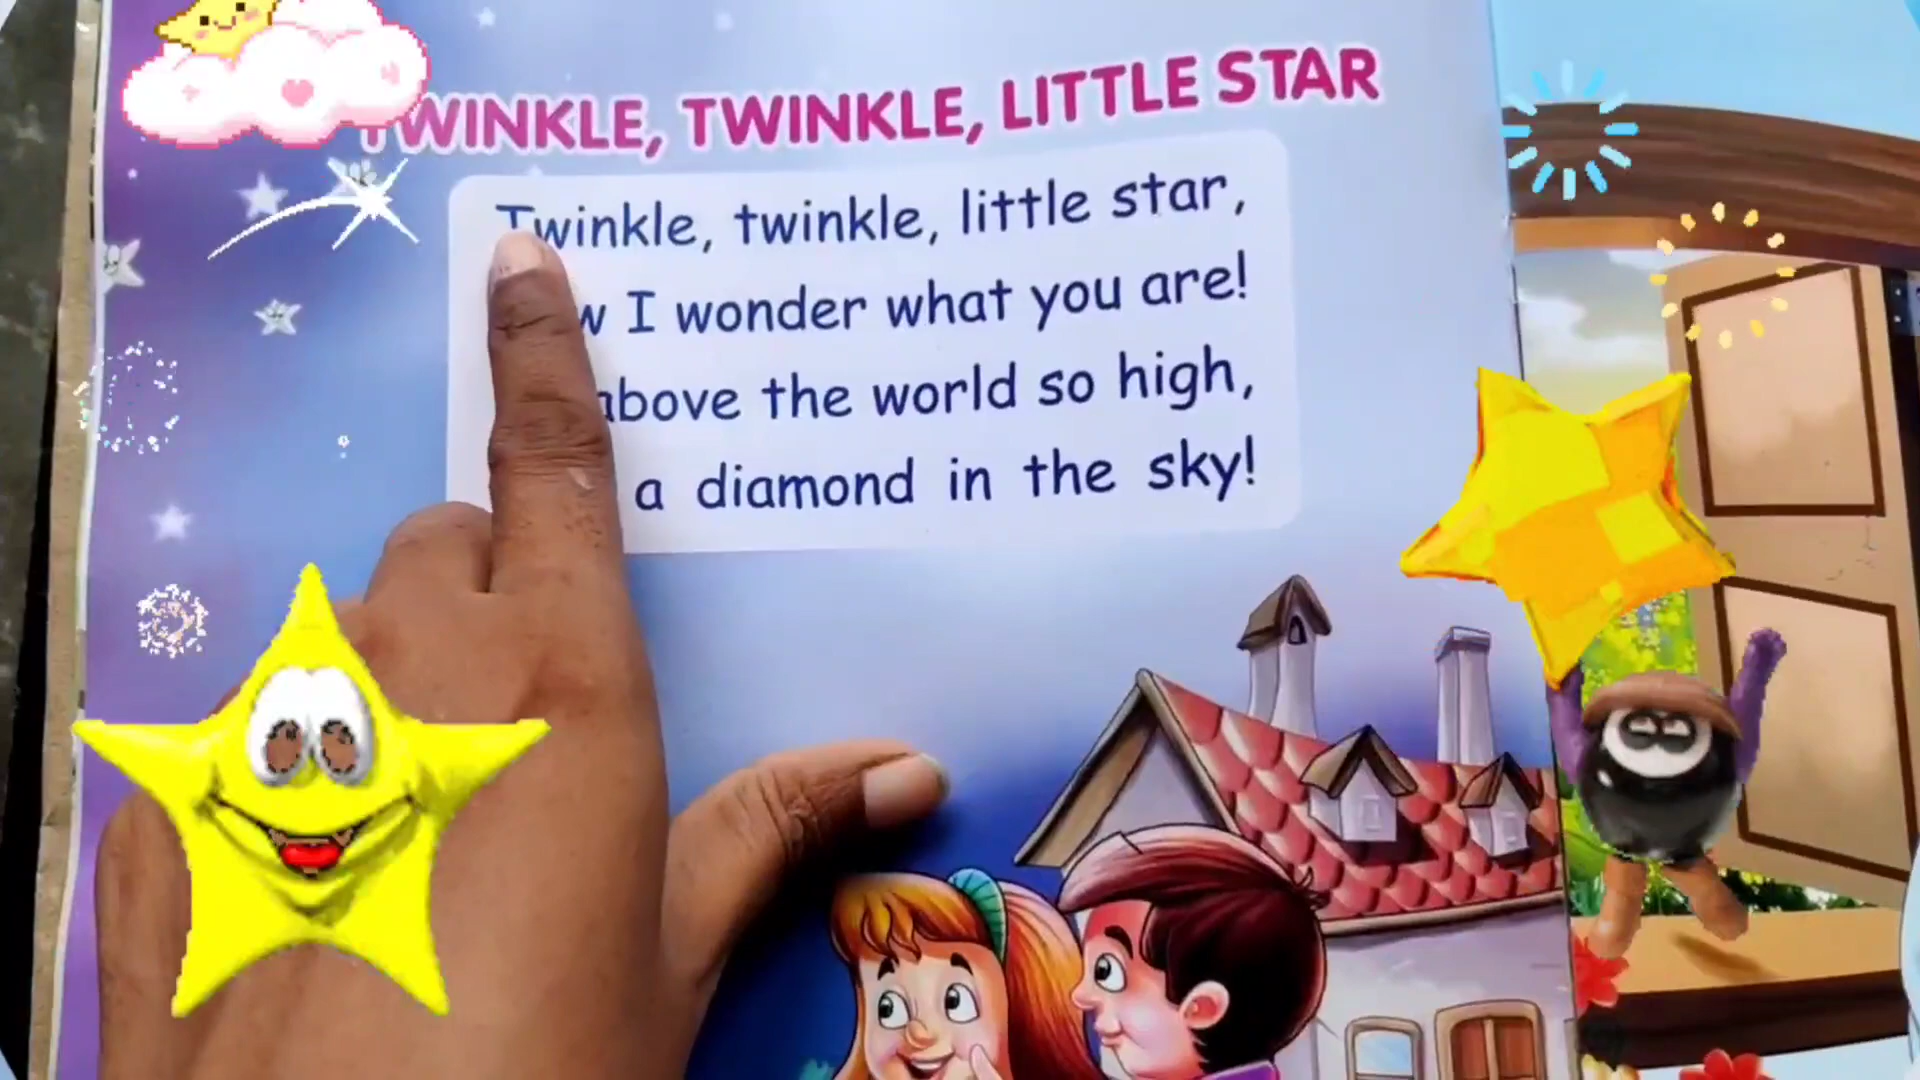 TWINKLE, TWINKLE, LITTLE STAR
Twinkle, twinkle, little star,
I wonder what you are!
above the world so high,
a diamond in the sky!